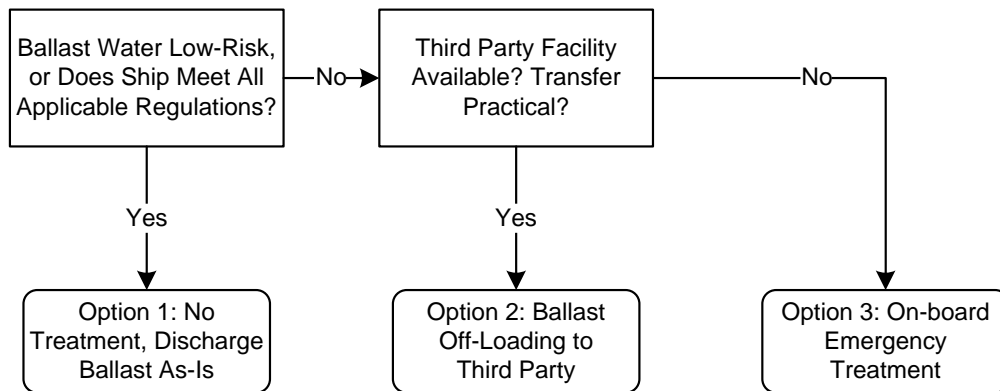 Ballast Water Low-Risk,
or Does Ship Meet All
Applicable Regulations?
No
Third Party Facility
Available? Transfer
Practical?
No
Yes
Yes
Option 1: No
Treatment, Discharge
Ballast As-Is
Option 2: Ballast
Off-Loading to
Third Party
Option 3: On-board
Emergency
Treatment